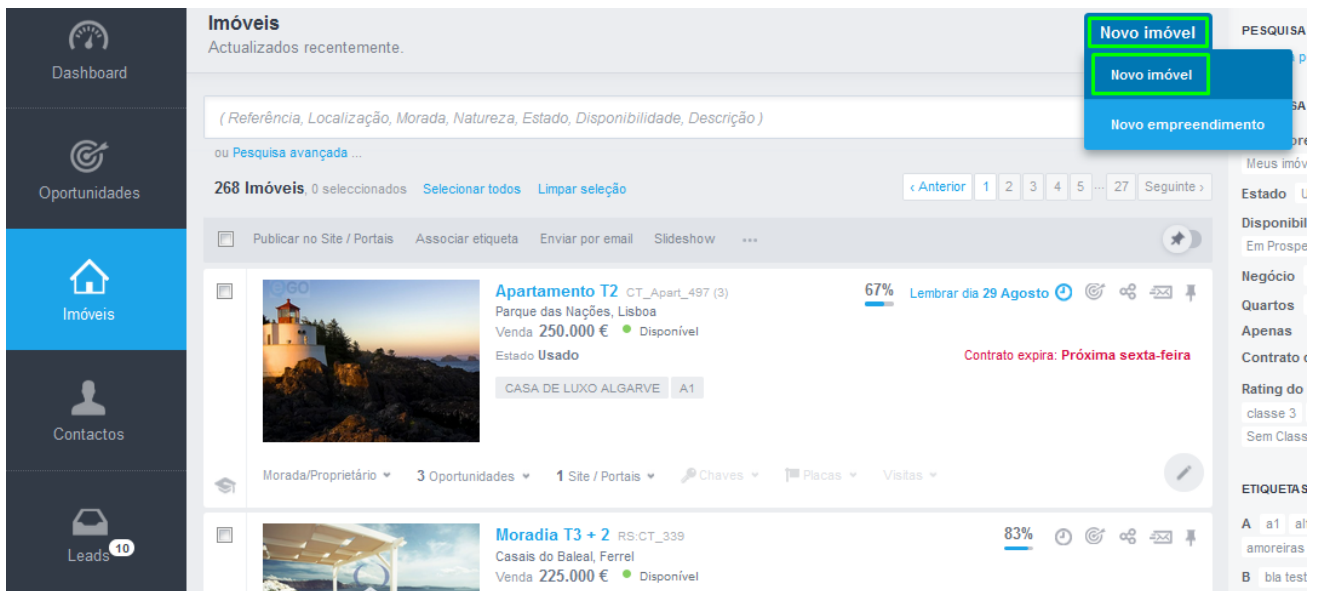 Dashboard
Oportunidades
Imóveis
Contactos
Leads 10
Imóveis
Actualizados recentemente.
Novo imóvel
Novo imóvel
Novo empreendimento
( Referência, Localização, Morada, Natureza, Estado, Disponibilidade, Descrição )
ou Pesquisa avançada ...
268 Imóveis, 0 seleccionados Selecionar todos Limpar seleção
‹ Anterior 1 2 3 4 5 ... 27 Seguinte ›
Publicar no Site / Portais Associar etiqueta Enviar por email Slideshow ...
eGO
Apartamento T2 CT_Apart_497 (3)
67% Lembrar dia 29 Agosto
Parque das Nações, Lisboa
Venda 250.000 € Disponível
Estado Usado
Contrato expira: Próxima sexta-feira
CASA DE LUXO ALGARVE A1
Morada/Proprietário 3 Oportunidades 1 Site / Portais Chaves Placas Visitas
Moradia T3 + 2 RS:CT_339
83%
Casais do Baleal, Ferrel
Venda 225.000 € Disponível
PESQUISA
Meus imóv
Estado U
Disponibil
Em Prospe
Negócio
Quartos
Apenas
Contrato
Rating do
classe 3
Sem Class
ETIQUETAS
A a1 al
amoreiras
B bla test